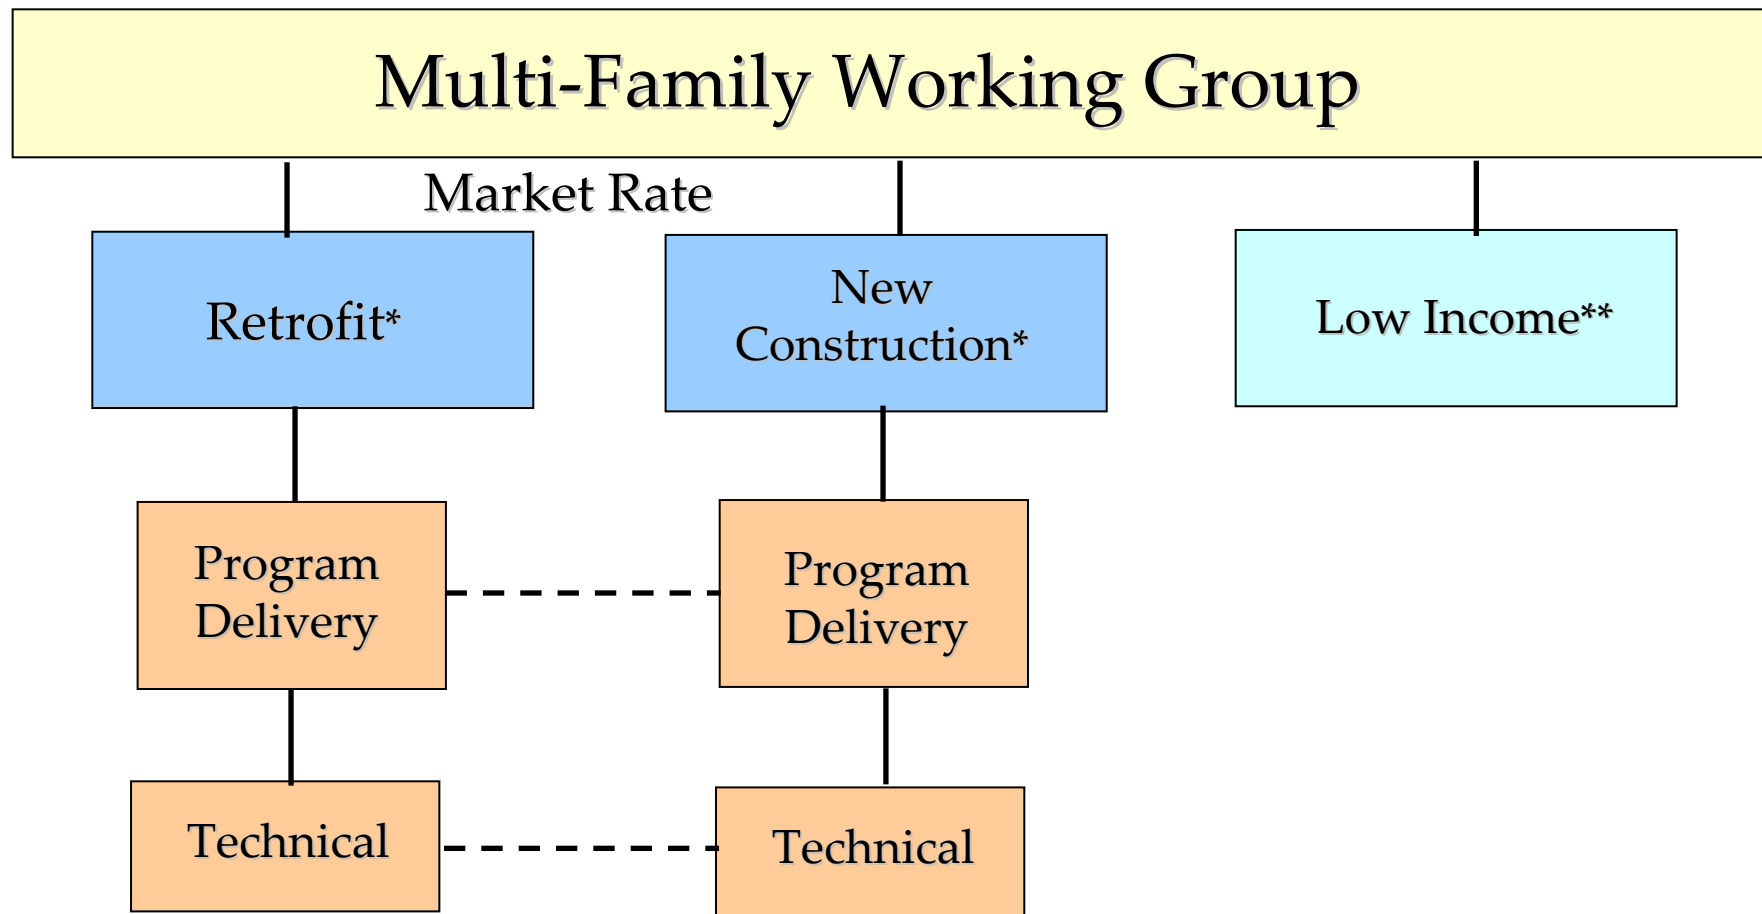 Multi-Family Working Group
Market Rate
Retrofit*
New
Construction*
Low Income**
Program
Delivery
Program
Delivery
Technical
Technical